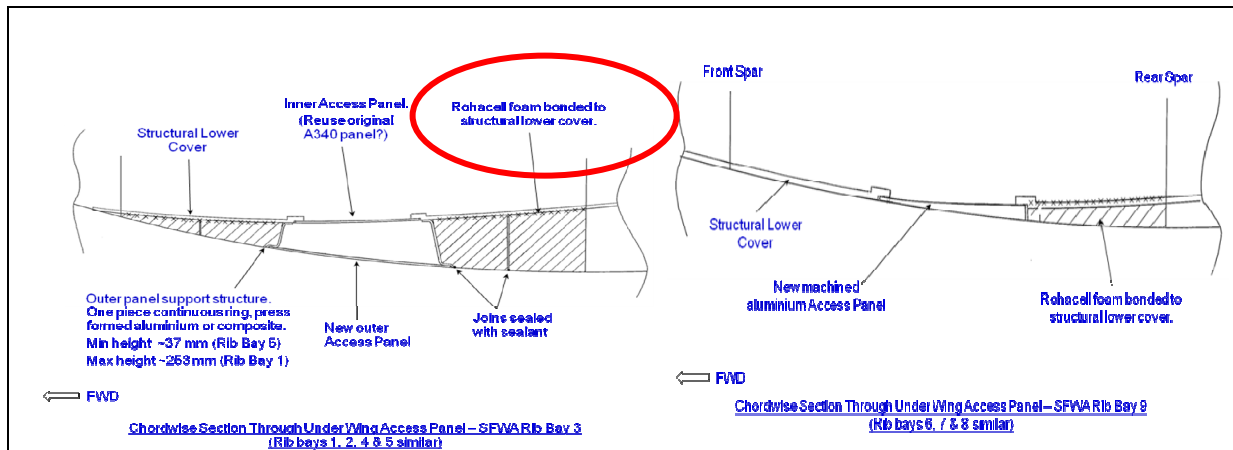 Inner Access Panel.
(Reuse original
A340 panel?)
Structural Lower
Cover
Rohacell foam bonded to
structural lower cover.
Outer panel support structure.
One piece continuous ring, press
formed aluminium or composite.
Min height ~37 mm (Rib Bay 5)
Max height ~253 mm (Rib Bay 1)
New outer
Access Panel
Joins sealed
with sealant
FWD
Chordwise Section Through Under Wing Access Panel – SFWA Rib Bay 3
(Rib bays 1, 2, 4 & 5 similar)
Front Spar
Rear Spar
Structural Lower
Cover
New machined
aluminium Access Panel
Rohacell foam bonded to
structural lower cover.
FWD
Chordwise Section Through Under Wing Access Panel – SFWA Rib Bay 9
(Rib bays 6, 7 & 8 similar)